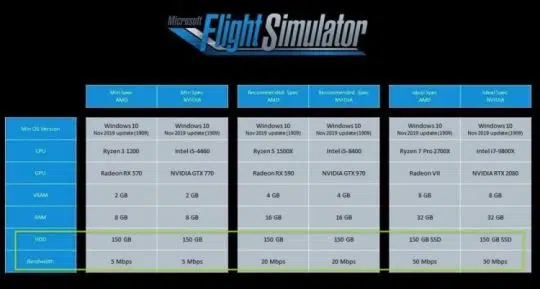 Microsoft
Flight Simulator
Min Spec AMD Min Spec NVIDIA Recommended Spec AMD Recommended Spec NVIDIA Ideal Spec AMD Ideal Spec NVIDIA
Min OS Version Windows 10 Nov 2019 update (1909) Windows 10 Nov 2019 update (1909) Windows 10 Nov 2019 update (1909) Windows 10 Nov 2019 update (1909) Windows 10 Nov 2019 update (1909) Windows 10 Nov 2019 update (1909)
CPU Ryzen 3 1200 Intel i5-4460 Ryzen 5 1500X Intel i5-8400 Ryzen 7 Pro 2700X Intel i7-9800X
GPU Radeon RX 570 NVIDIA GTX 770 Radeon RX 590 NVIDIA GTX 970 Radeon VII NVIDIA RTX 2080
VRAM 2 GB 2 GB 4 GB 4 GB 8 GB 8 GB
RAM 8 GB 8 GB 16 GB 16 GB 32 GB 32 GB
HDD 150 GB 150 GB 150 GB 150 GB 150 GB SSD 150 GB SSD
Bandwidth 5 Mbps 5 Mbps 20 Mbps 20 Mbps 50 Mbps 50 Mbps